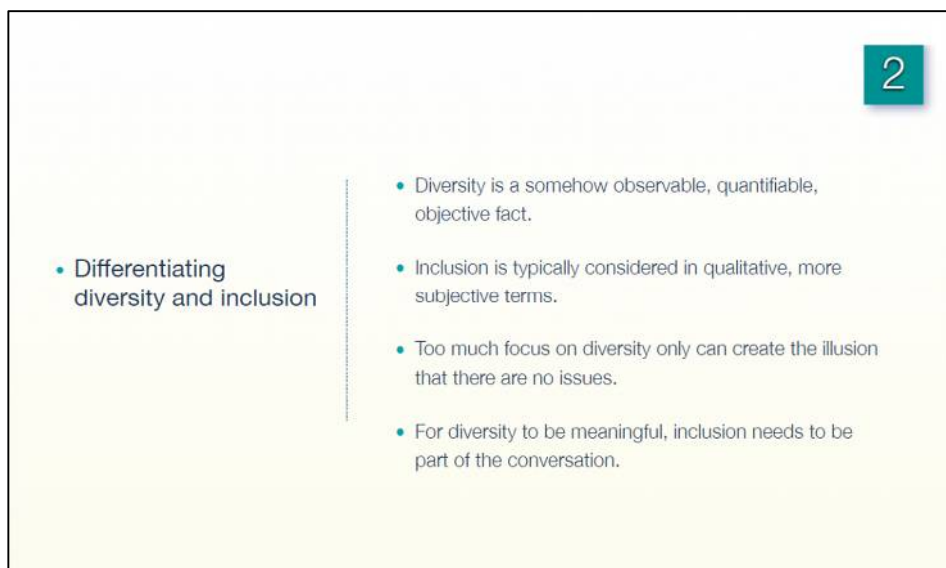 2
• Differentiating
diversity and inclusion
• Diversity is a somehow observable, quantifiable,
objective fact.
• Inclusion is typically considered in qualitative, more
subjective terms.
• Too much focus on diversity only can create the illusion
that there are no issues.
• For diversity to be meaningful, inclusion needs to be
part of the conversation.